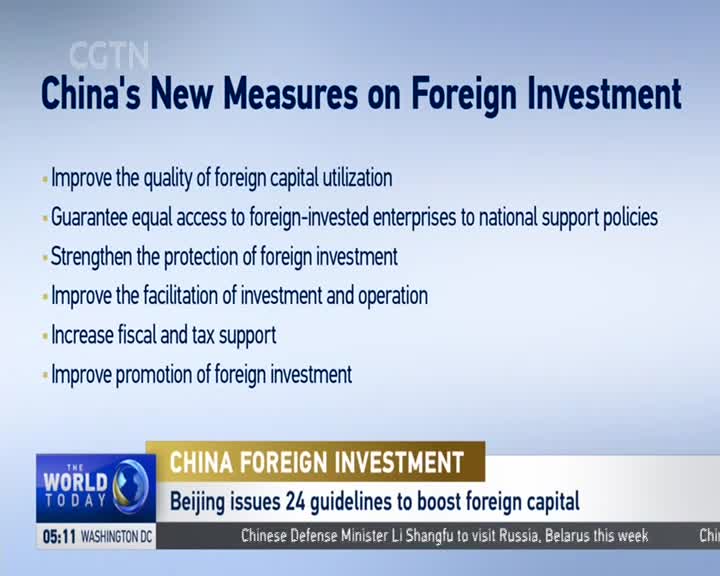 CGTN
China's New Measures on Foreign Investment
Improve the quality of foreign capital utilization
Guarantee equal access to foreign-invested enterprises to national support policies
Strengthen the protection of foreign investment
Improve the facilitation of investment and operation
Increase fiscal and tax support
Improve promotion of foreign investment
CHINA FOREIGN INVESTMENT
THE
WORLD
TODAY
Beijing issues 24 guidelines to boost foreign capital
05:11 WASHINGTON DC
Chinese Defense Minister Li Shangfu to visit Russia, Belarus this week
Chi